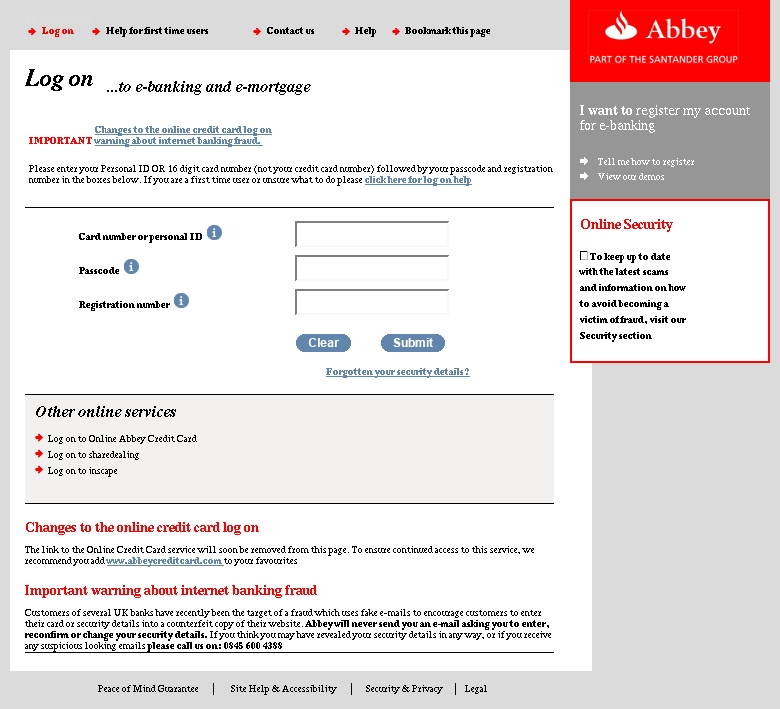 Log on
Help for first time users
Contact us
Help
Bookmark this page
Abbey
PART OF THE SANTANDER GROUP
Log on ...to e-banking and e-mortgage
I want to register my account
for e-banking
Tell me how to register
View our demos
Changes to the online credit card log on
IMPORTANT warning about internet banking fraud.
Please enter your Personal ID OR 16 digit card number (not your credit card number) followed by your passcode and registration
number in the boxes below. If you are a first time user or unsure what to do please click here for log on help
Online Security
To keep up to date
with the latest scams
and information on how
to avoid becoming a
victim of fraud, visit our
Security section
Card number or personal ID i
Passcode i
Registration number i
Clear
Submit
Forgotten your security details?
Other online services
Log on to Online Abbey Credit Card
Log on to sharedealing
Log on to inscape
Changes to the online credit card log on
The link to the Online Credit Card service will soon be removed from this page. To ensure continued access to this service, we
recommend you add www.abbeycreditcard.com to your favourites
Important warning about internet banking fraud
Customers of several UK banks have recently been the target of a fraud which uses fake e-mails to encourage customers to enter
their card or security details into a counterfeit copy of their website. Abbey will never send you an e-mail asking you to enter,
reconfirm or change your security details. If you think you may have revealed your security details in any way, or if you receive
any suspicious looking emails please call us on: 0845 600 4388
Peace of Mind Guarantee
Site Help & Accessibility
Security & Privacy
Legal